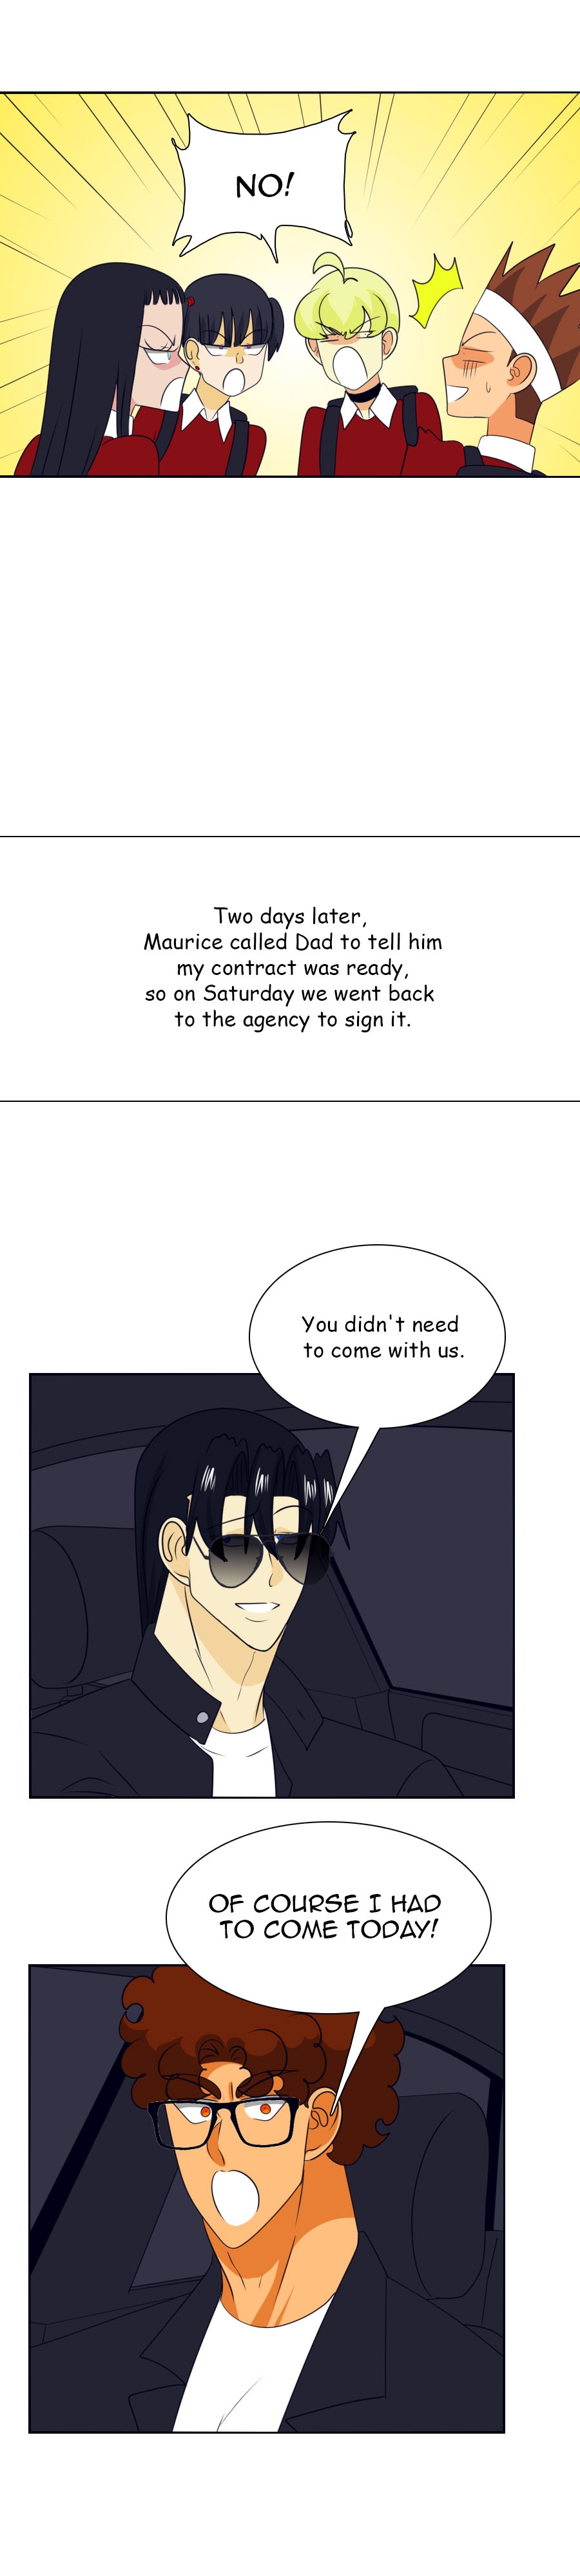 NO!
Two days later,
Maurice called Dad to tell him
my contract was ready,
so on Saturday we went back
to the agency to sign it.
You didn't need
to come with us.
OF COURSE I HAD
TO COME TODAY!